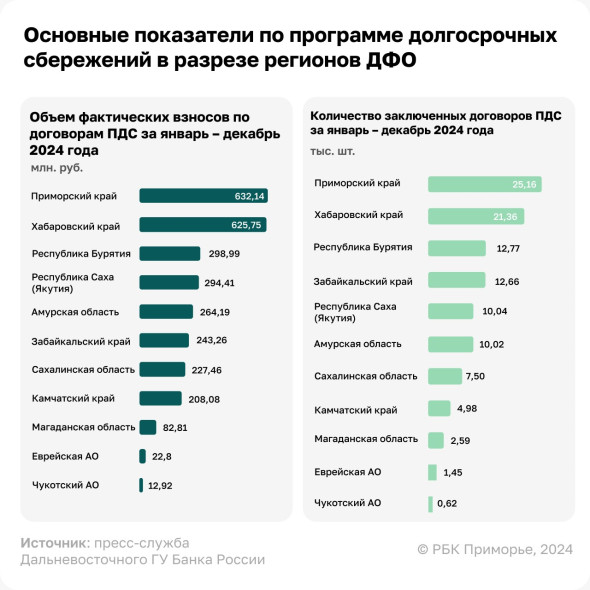 Основные показатели по программе долгосрочных
сбережений в разрезе регионов ДФО
Объем фактических взносов по
договорам ПДС за январь – декабрь
2024 года
млн. руб.
Приморский край 632,14
Хабаровский край 625,75
Республика Бурятия 298,99
Республика Саха
(Якутия) 294,41
Амурская область 264,19
Забайкальский край 243,26
Сахалинская область 227,46
Камчатский край 208,08
Магаданская область 82,81
Еврейская АО 22,8
Чукотский АО 12,92
Количество заключенных договоров ПДС
за январь – декабрь 2024 года
тыс. шт.
Приморский край 25,16
Хабаровский край 21,36
Республика Бурятия 12,77
Забайкальский край 12,66
Республика Саха
(Якутия) 10,04
Амурская область 10,02
Сахалинская область 7,50
Камчатский край 4,98
Магаданская область 2,59
Еврейская АО 1,45
Чукотский АО 0,62
Источник: пресс-служба
Дальневосточного ГУ Банка России
© РБК Приморье, 2024